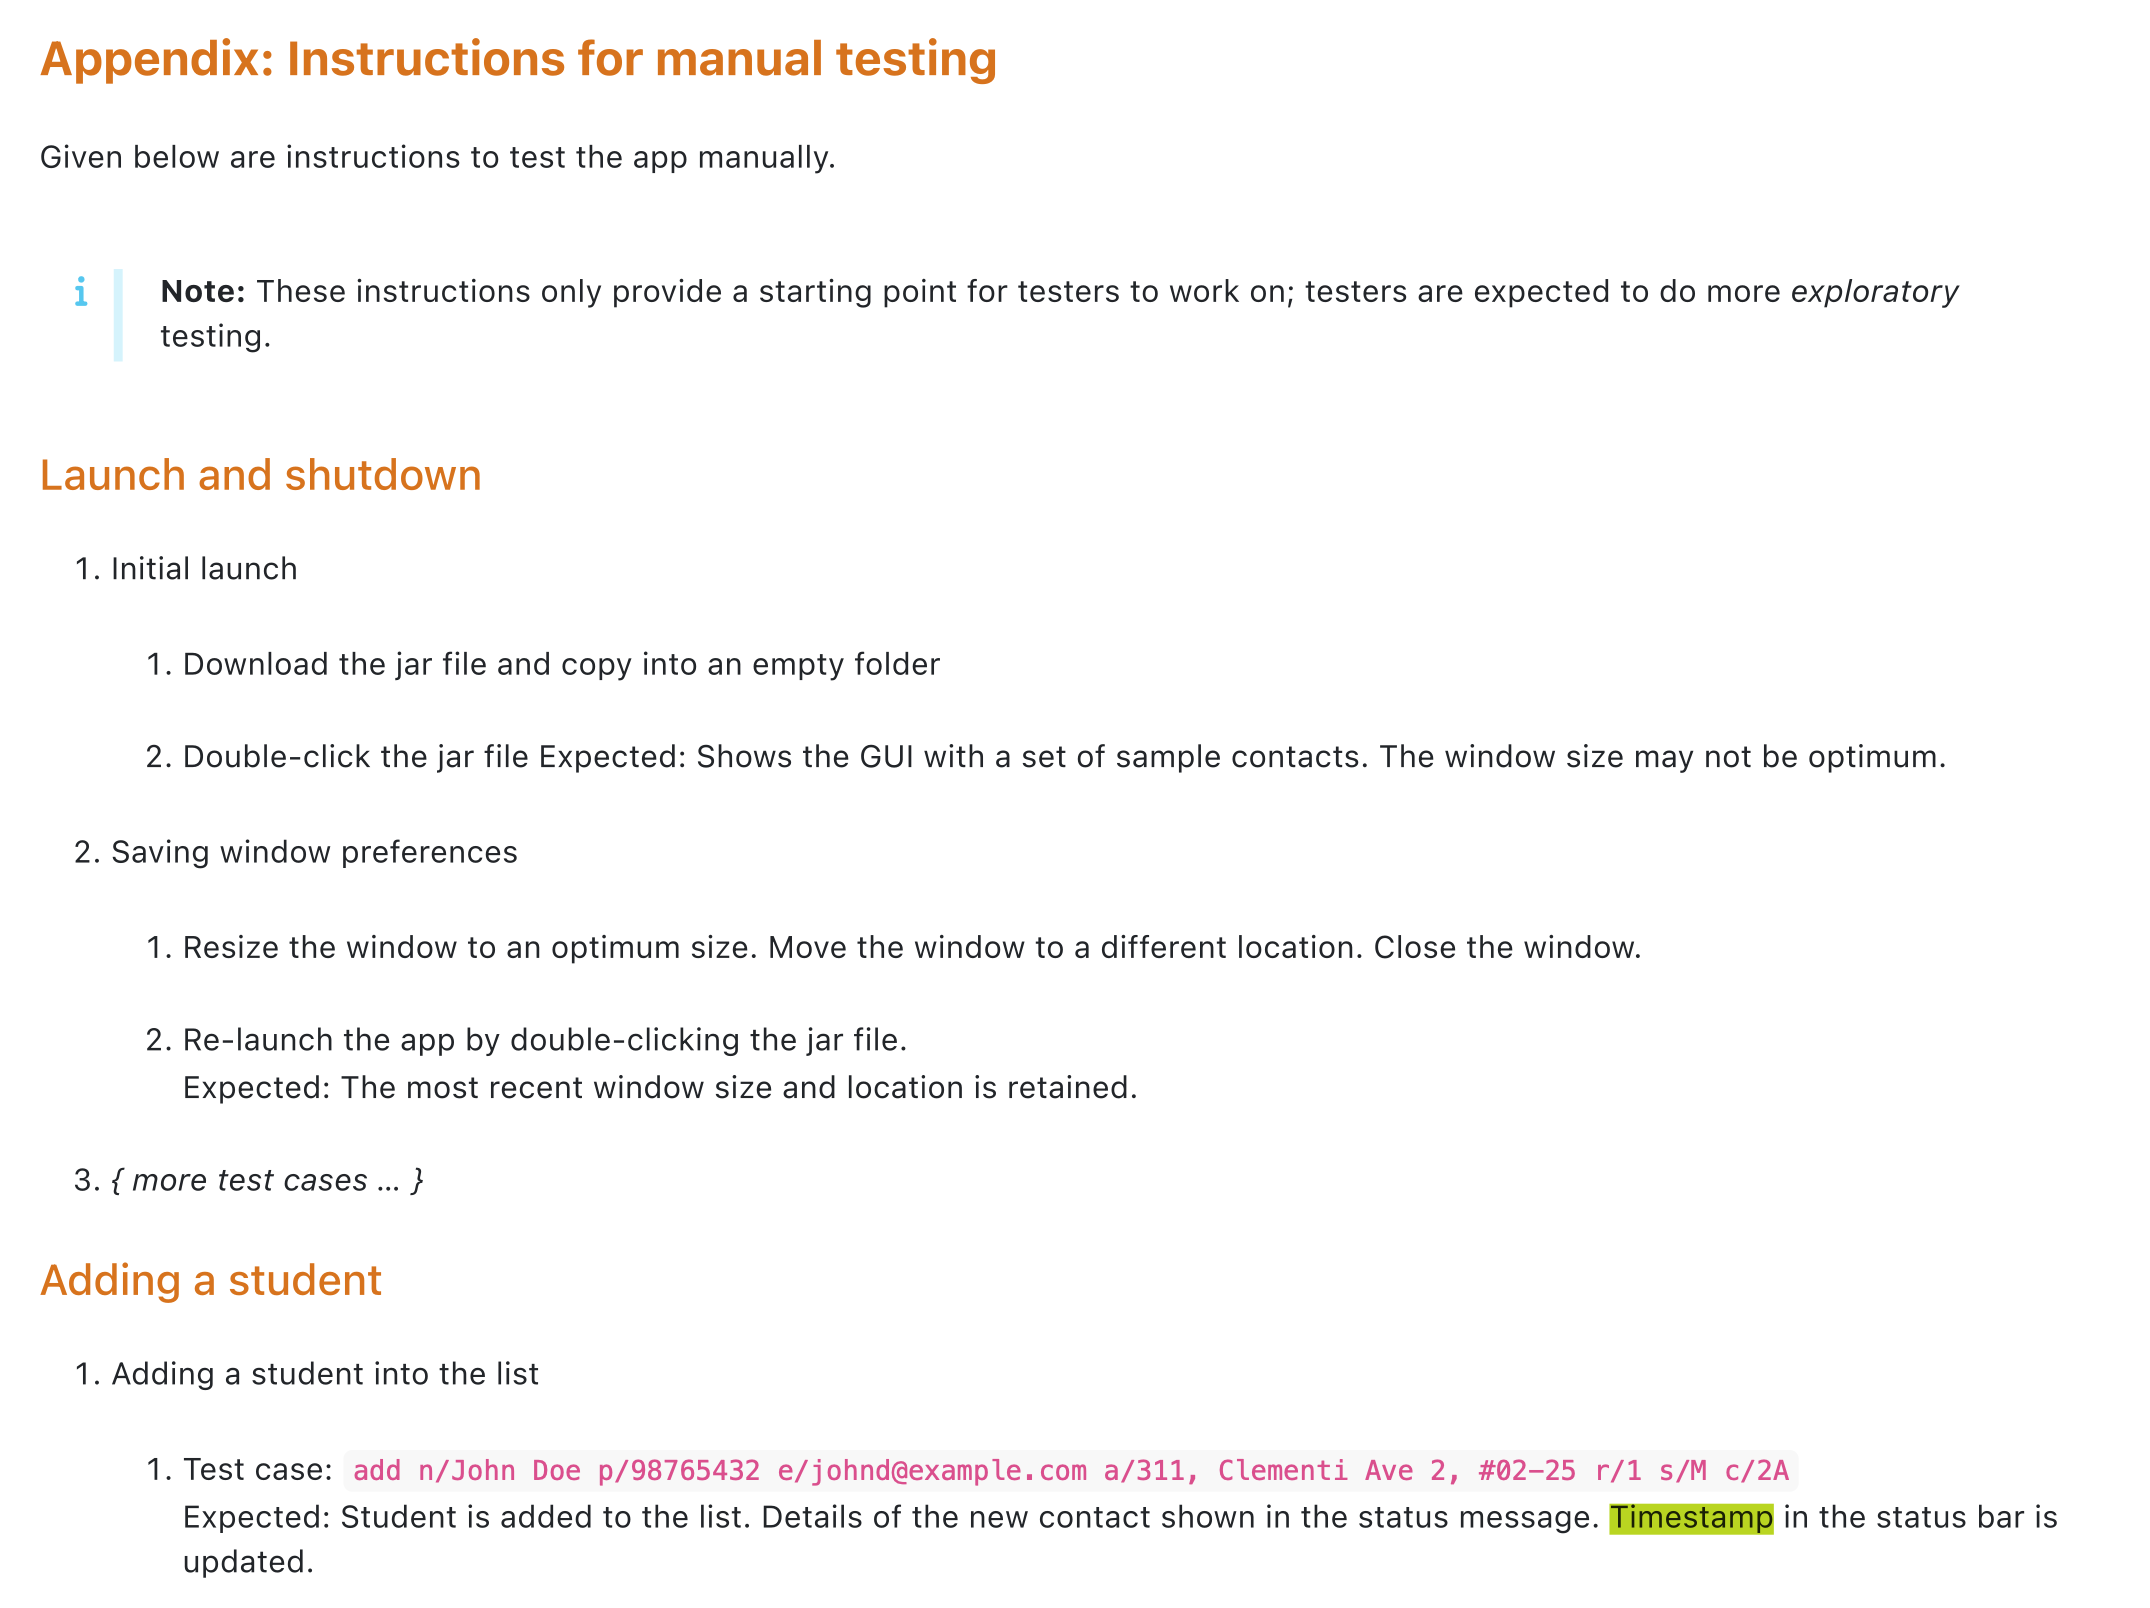 Appendix: Instructions for manual testing
Given below are instructions to test the app manually.
i
Note: These instructions only provide a starting point for testers to work on; testers are expected to do more exploratory
testing.
Launch and shutdown
1. Initial launch
1. Download the jar file and copy into an empty folder
2. Double-click the jar file Expected: Shows the GUI with a set of sample contacts. The window size may not be optimum.
2. Saving window preferences
1. Resize the window to an optimum size. Move the window to a different location. Close the window.
2. Re-launch the app by double-clicking the jar file.
Expected: The most recent window size and location is retained.
3. { more test cases … }
Adding a student
1. Adding a student into the list
1. Test case: add n/John Doe p/98765432 e/johnd@example.com a/311, Clementi Ave 2, #02-25 r/1 s/M c/2A
Expected: Student is added to the list. Details of the new contact shown in the status message. Timestamp in the status bar is
updated.